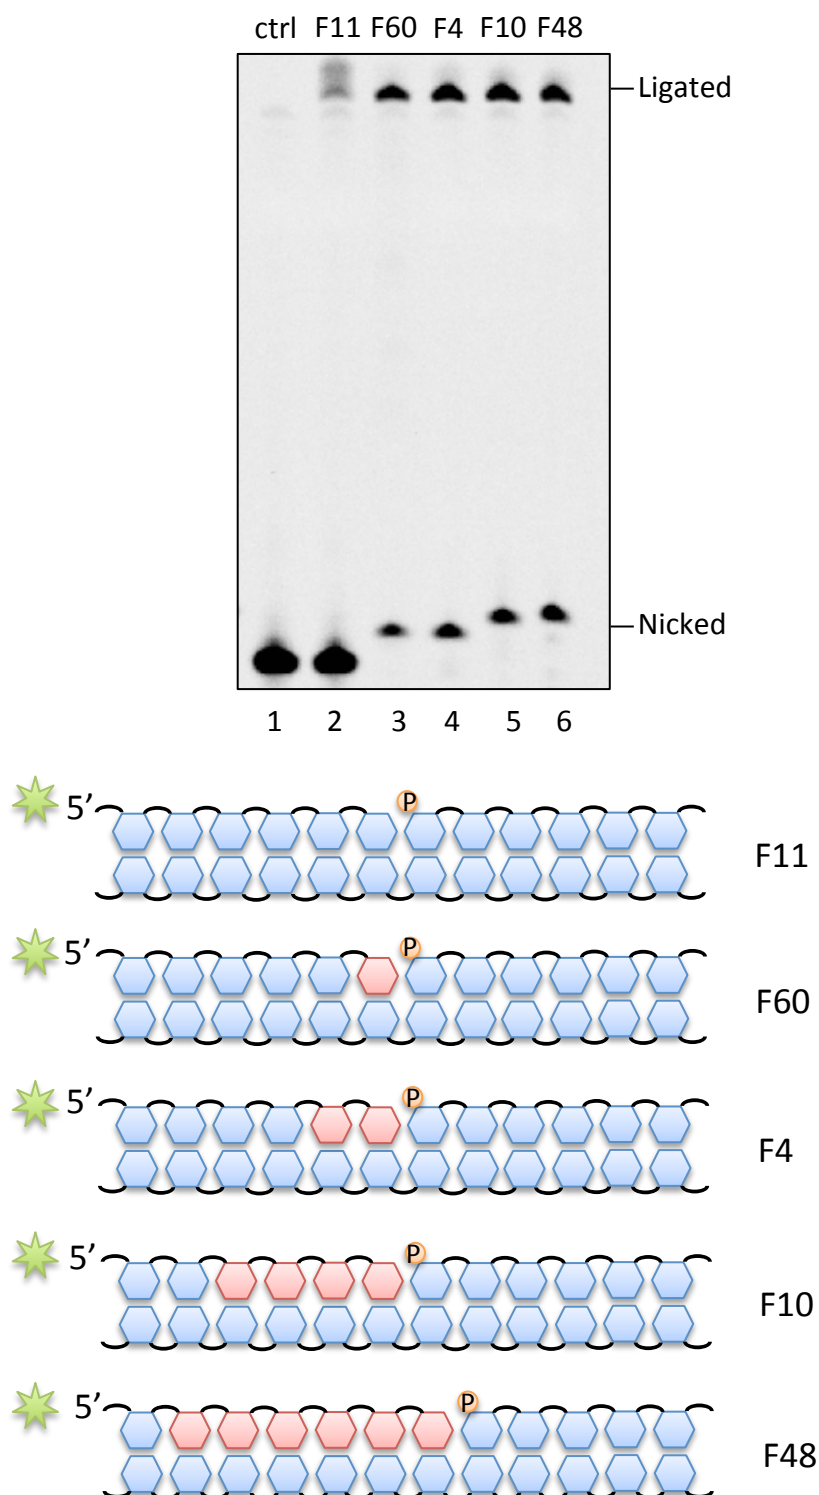 ctrl F11 F60 F4 F10 F48
Ligated
Nicked
1 2 3 4 5 6
5’ P
F11
5’ P
F60
5’ P
F4
5’ P
F10
5’ P
F48